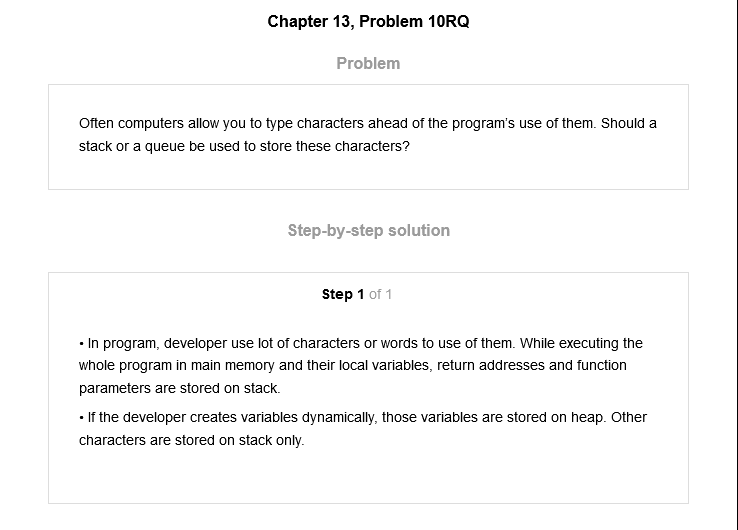 Chapter 13, Problem 10RQ
Problem
Often computers allow you to type characters ahead of the program's use of them. Should a
stack or a queue be used to store these characters?
Step-by-step solution
Step 1 of 1
• In program, developer use lot of characters or words to use of them. While executing the
whole program in main memory and their local variables, return addresses and function
parameters are stored on stack.
• If the developer creates variables dynamically, those variables are stored on heap. Other
characters are stored on stack only.